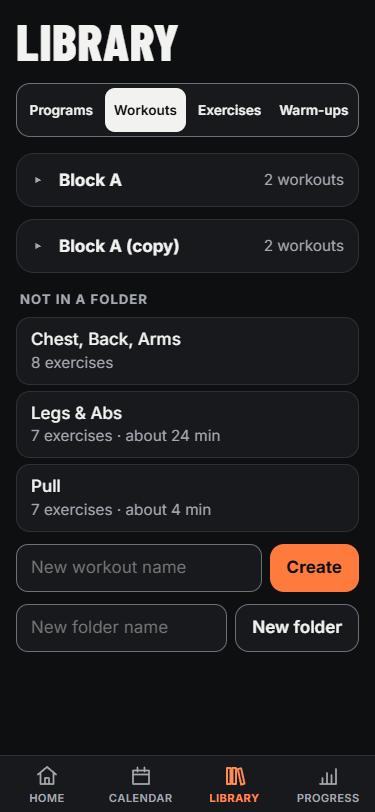 LIBRARY
Programs Workouts Exercises Warm-ups
Block A 2 workouts
Block A (copy) 2 workouts
NOT IN A FOLDER
Chest, Back, Arms
8 exercises
Legs & Abs
7 exercises · about 24 min
Pull
7 exercises · about 4 min
New workout name Create
New folder name New folder
HOME CALENDAR LIBRARY PROGRESS